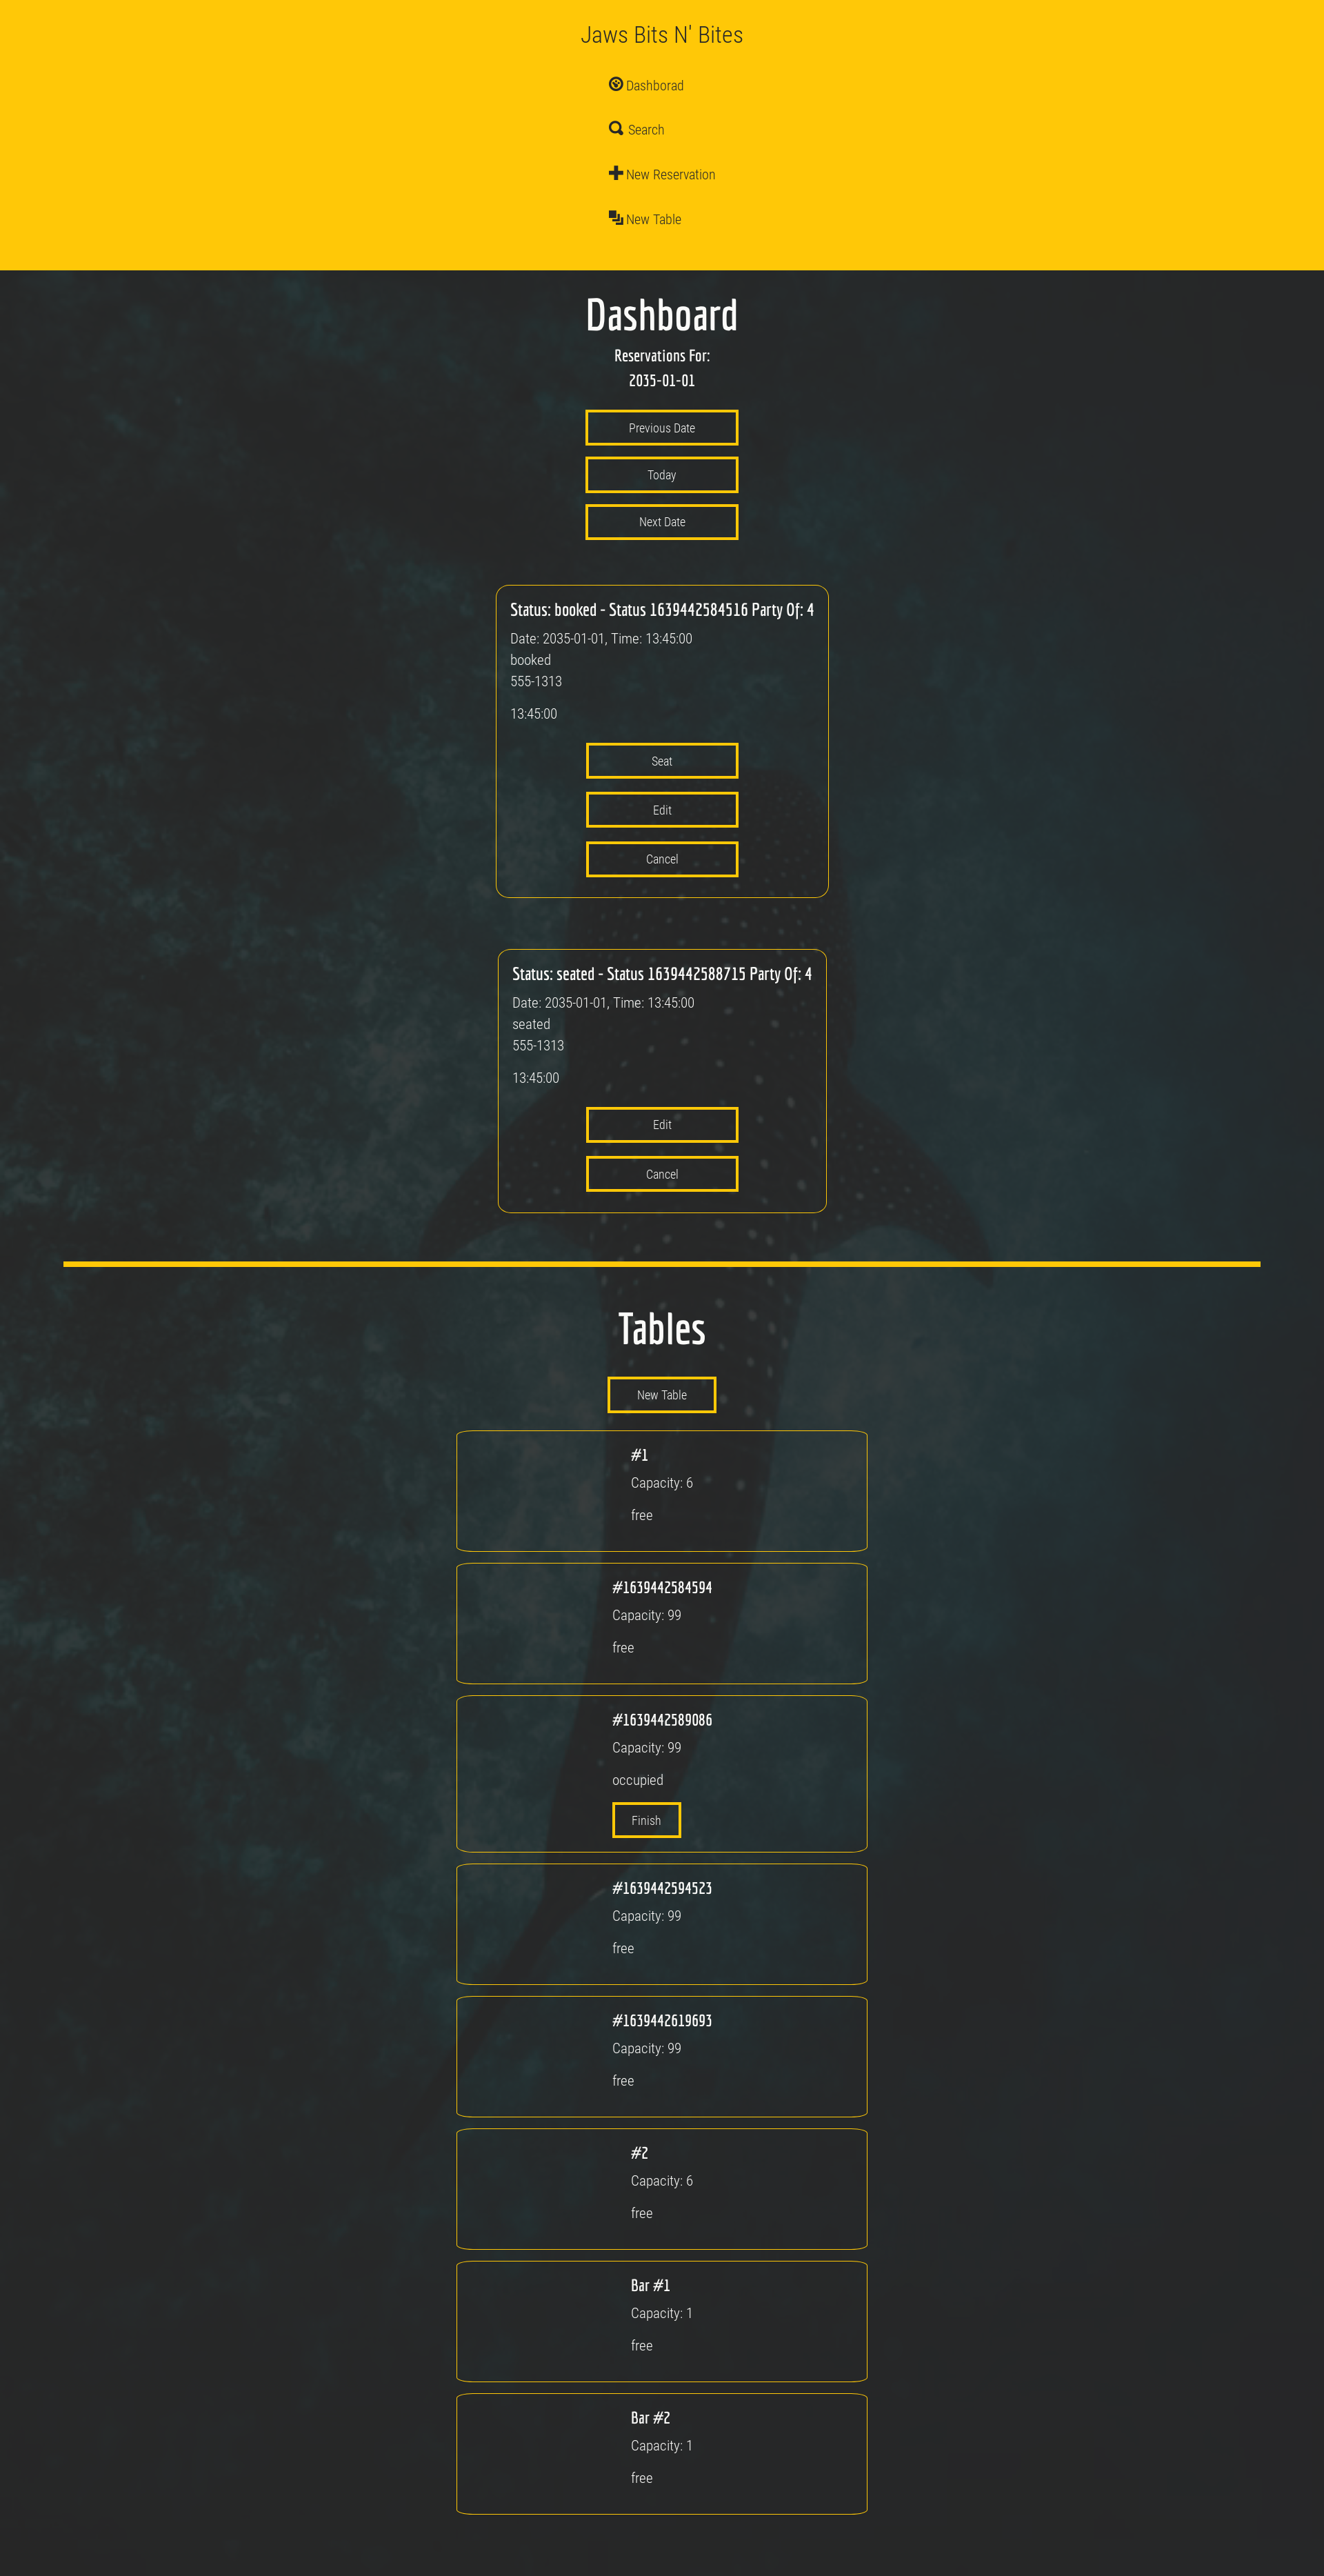 Jaws Bits N' Bites
Dashborad
Search
New Reservation
New Table
Dashboard
Reservations For:
2035-01-01
Previous Date
Today
Next Date
Status: booked - Status 1639442584516 Party Of: 4
Date: 2035-01-01, Time: 13:45:00
booked
555-1313
13:45:00
Seat
Edit
Cancel
Status: seated - Status 1639442588715 Party Of: 4
Date: 2035-01-01, Time: 13:45:00
seated
555-1313
13:45:00
Edit
Cancel
Tables
New Table
#1
Capacity: 6
free
#1639442584594
Capacity: 99
free
#1639442589086
Capacity: 99
occupied
Finish
#1639442594523
Capacity: 99
free
#1639442619693
Capacity: 99
free
#2
Capacity: 6
free
Bar #1
Capacity: 1
free
Bar #2
Capacity: 1
free